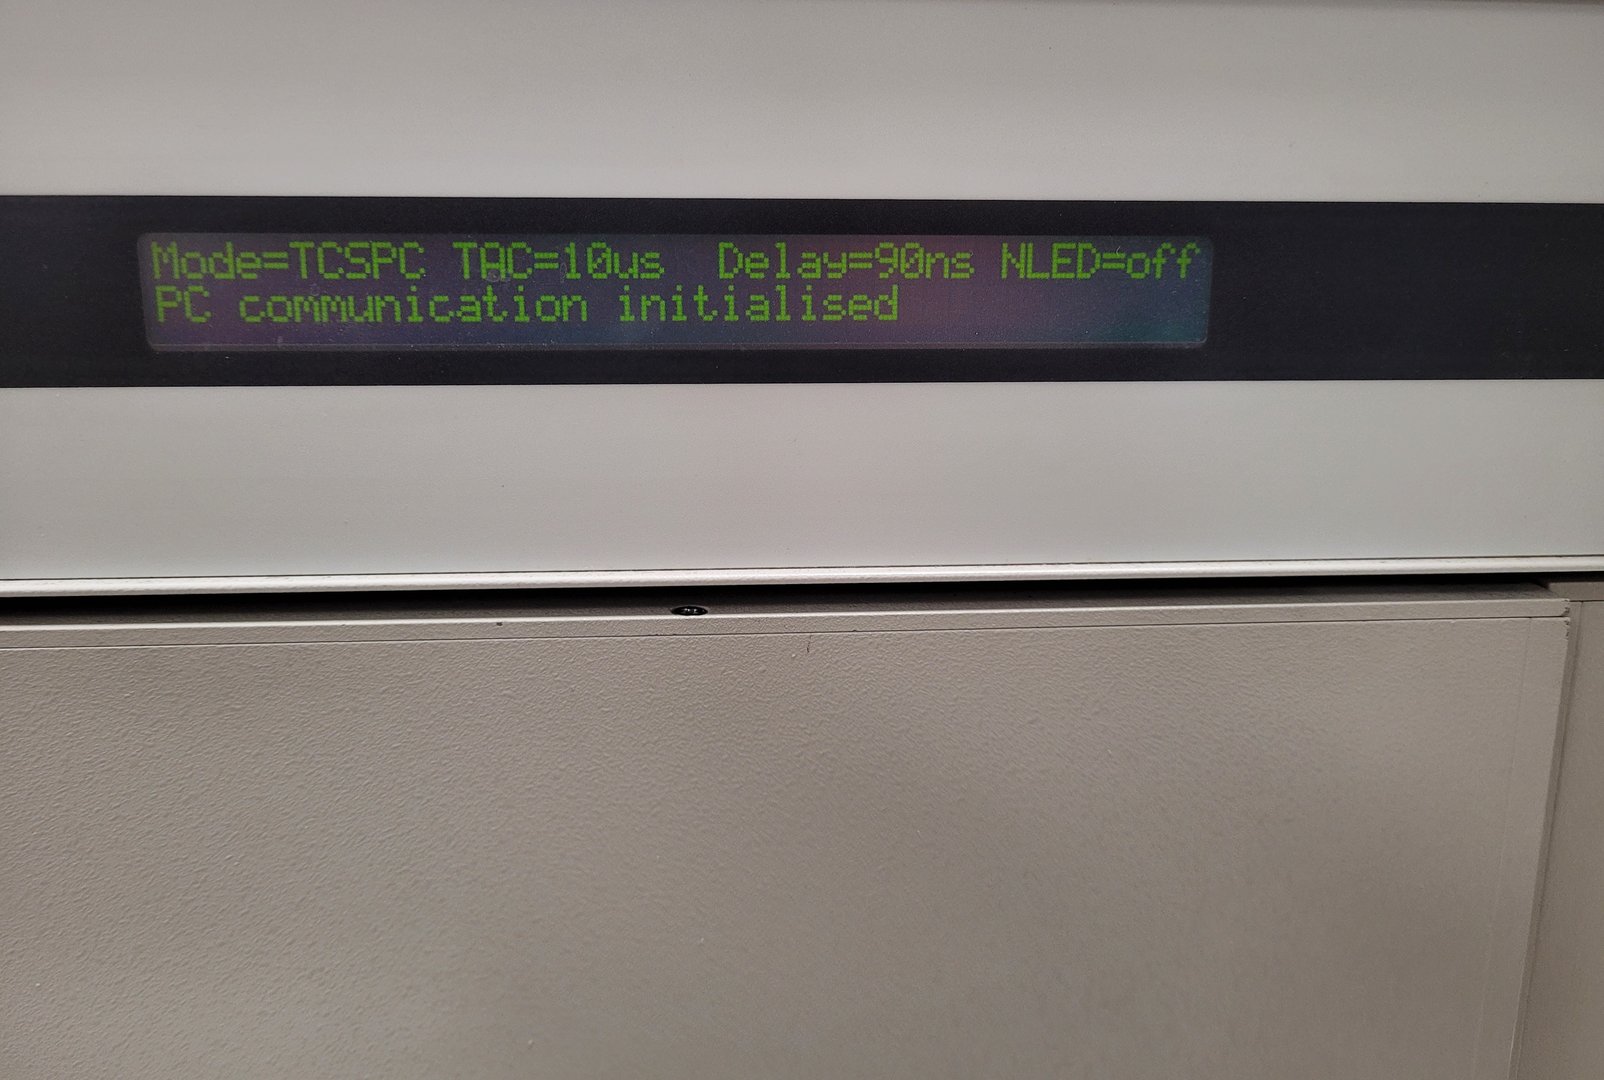 Mode=TCSPC TAC=10us Delay=90ns NLED=off
PC communication initialised